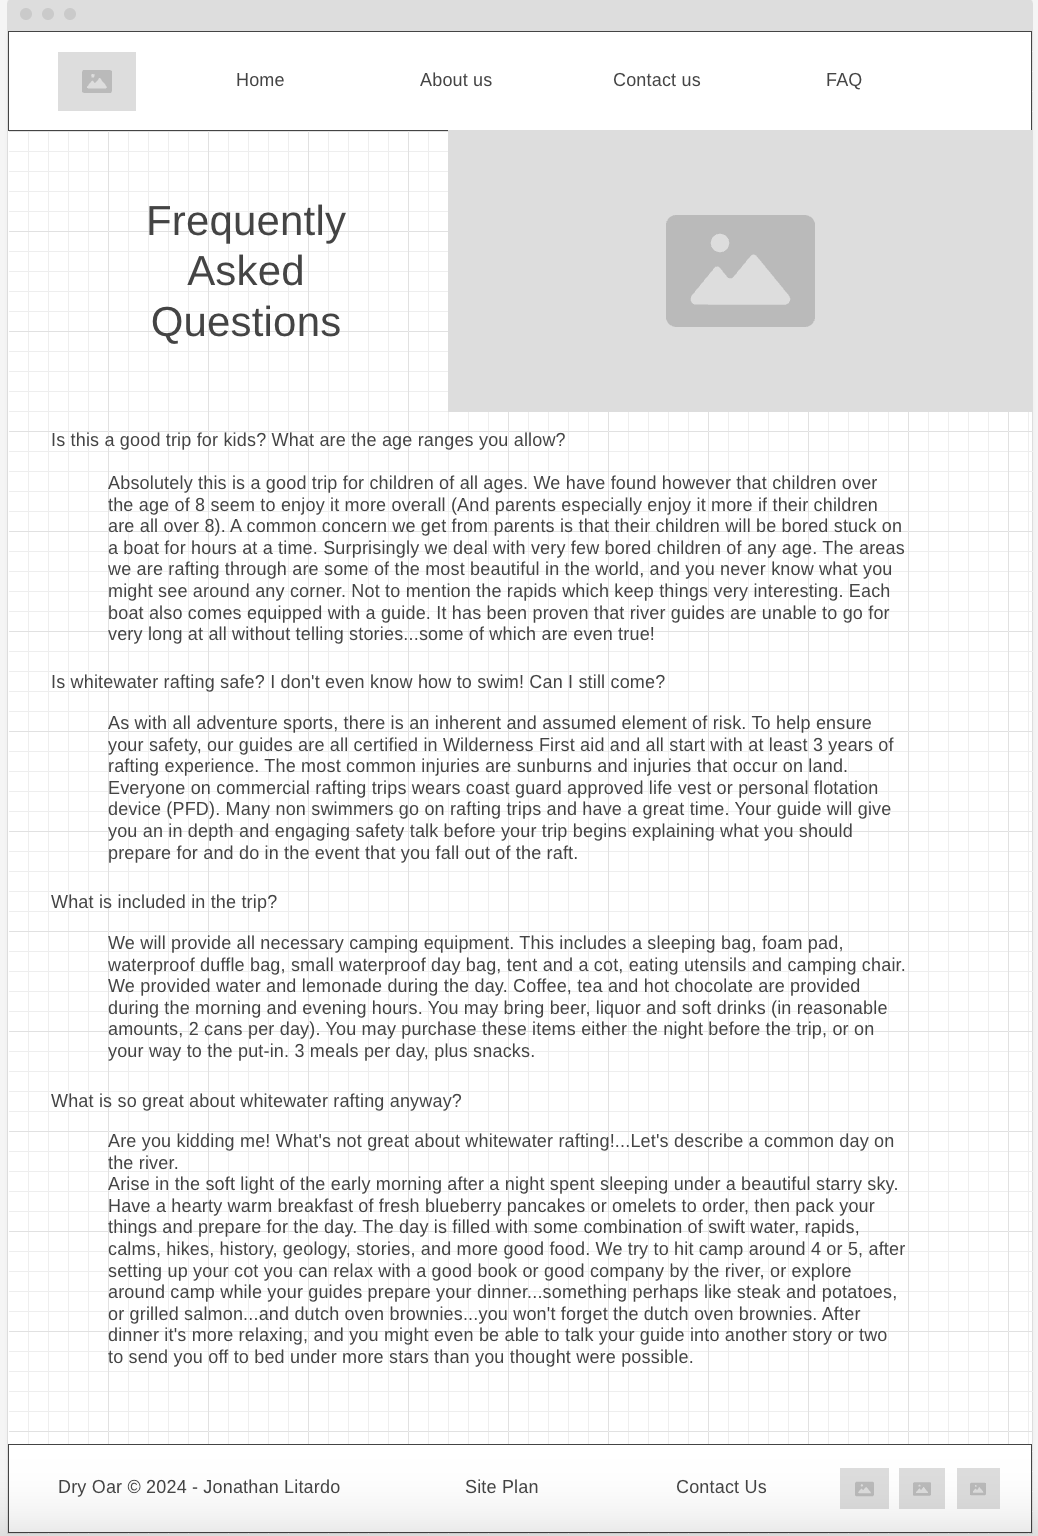 Home About us Contact us FAQ
Frequently
Asked
Questions
Is this a good trip for kids? What are the age ranges you allow?
Absolutely this is a good trip for children of all ages. We have found however that children over
the age of 8 seem to enjoy it more overall (And parents especially enjoy it more if their children
are all over 8). A common concern we get from parents is that their children will be bored stuck on
a boat for hours at a time. Surprisingly we deal with very few bored children of any age. The areas
we are rafting through are some of the most beautiful in the world, and you never know what you
might see around any corner. Not to mention the rapids which keep things very interesting. Each
boat also comes equipped with a guide. It has been proven that river guides are unable to go for
very long at all without telling stories...some of which are even true!
Is whitewater rafting safe? I don't even know how to swim! Can I still come?
As with all adventure sports, there is an inherent and assumed element of risk. To help ensure
your safety, our guides are all certified in Wilderness First aid and all start with at least 3 years of
rafting experience. The most common injuries are sunburns and injuries that occur on land.
Everyone on commercial rafting trips wears coast guard approved life vest or personal flotation
device (PFD). Many non swimmers go on rafting trips and have a great time. Your guide will give
you an in depth and engaging safety talk before your trip begins explaining what you should
prepare for and do in the event that you fall out of the raft.
What is included in the trip?
We will provide all necessary camping equipment. This includes a sleeping bag, foam pad,
waterproof duffle bag, small waterproof day bag, tent and a cot, eating utensils and camping chair.
We provided water and lemonade during the day. Coffee, tea and hot chocolate are provided
during the morning and evening hours. You may bring beer, liquor and soft drinks (in reasonable
amounts, 2 cans per day). You may purchase these items either the night before the trip, or on
your way to the put-in. 3 meals per day, plus snacks.
What is so great about whitewater rafting anyway?
Are you kidding me! What's not great about whitewater rafting!...Let's describe a common day on
the river.
Arise in the soft light of the early morning after a night spent sleeping under a beautiful starry sky.
Have a hearty warm breakfast of fresh blueberry pancakes or omelets to order, then pack your
things and prepare for the day. The day is filled with some combination of swift water, rapids,
calms, hikes, history, geology, stories, and more good food. We try to hit camp around 4 or 5, after
setting up your cot you can relax with a good book or good company by the river, or explore
around camp while your guides prepare your dinner...something perhaps like steak and potatoes,
or grilled salmon...and dutch oven brownies...you won't forget the dutch oven brownies. After
dinner it's more relaxing, and you might even be able to talk your guide into another story or two
to send you off to bed under more stars than you thought were possible.
Dry Oar © 2024 - Jonathan Litardo Site Plan Contact Us